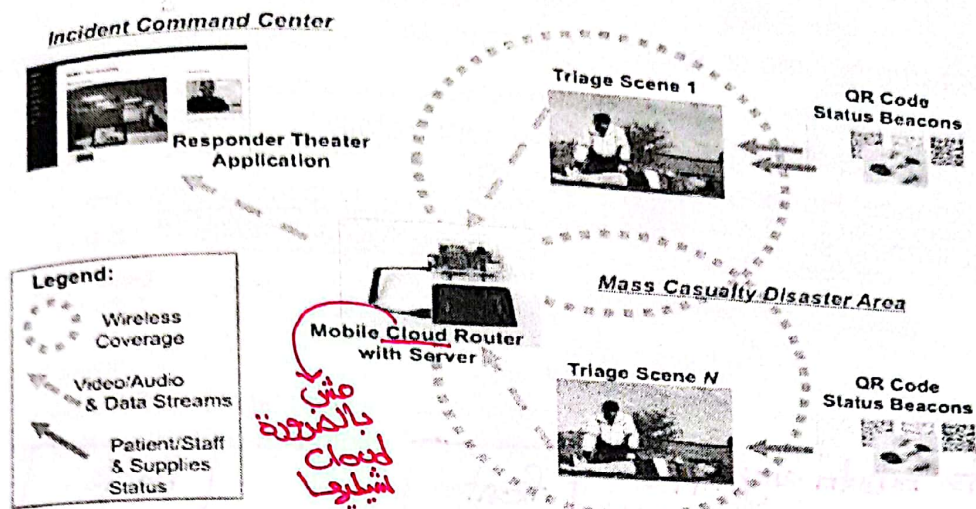 Incident Command Center
Responder Theater
Application
Triage Scene 1
QR Code
Status Beacons
Mass Casualty Disaster Area
Mobile Cloud Router
with Server
مش
بالضرورة
Cloud
اشيليها
Triage Scene N
QR Code
Status Beacons
Legend:
Wireless
Coverage
Video/Audio
& Data Streams
Patient/Staff
& Supplies
Status